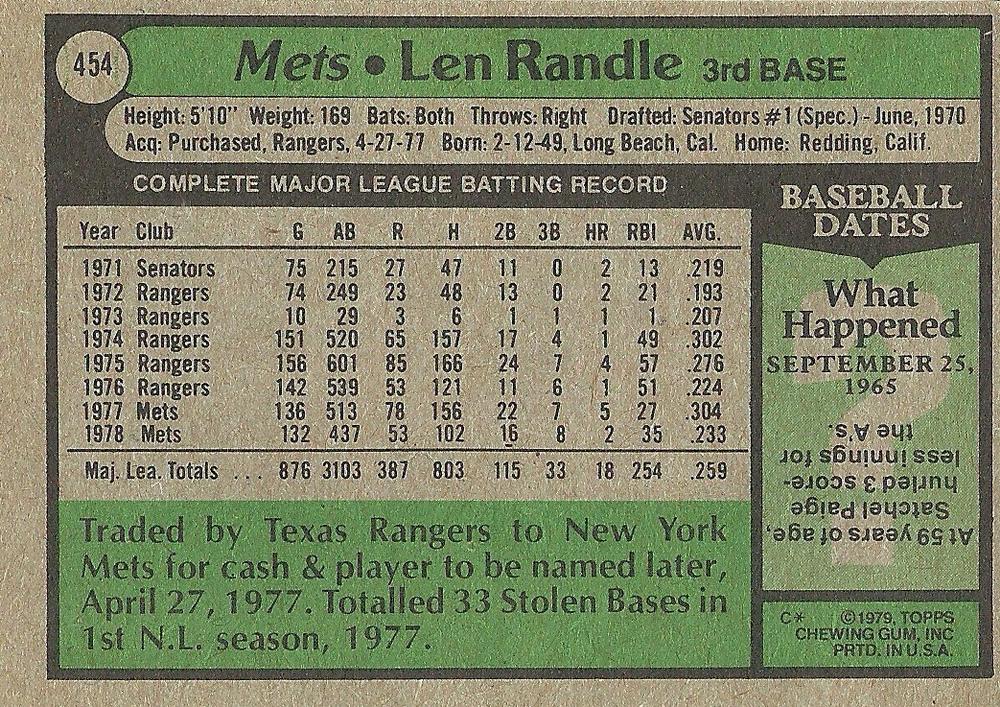 454
Mets • Len Randle 3rd BASE
Height: 5'10" Weight: 169 Bats: Both Throws: Right Drafted: Senators #1 (Spec.) - June, 1970
Acq: Purchased, Rangers, 4-27-77 Born: 2-12-49, Long Beach, Cal. Home: Redding, Calif.
COMPLETE MAJOR LEAGUE BATTING RECORD
Year Club G AB R H 2B 3B HR RBI AVG.
1971 Senators 75 215 27 47 11 0 2 13 .219
1972 Rangers 74 249 23 48 13 0 2 21 .193
1973 Rangers 10 29 3 6 1 1 1 1 .207
1974 Rangers 151 520 65 157 17 4 1 49 .302
1975 Rangers 156 601 85 166 24 7 4 57 .276
1976 Rangers 142 539 53 121 11 6 1 51 .224
1977 Mets 136 513 78 156 22 7 5 27 .304
1978 Mets 132 437 53 102 16 8 2 35 .233
Maj. Lea. Totals ... 876 3103 387 803 115 33 18 254 .259
Traded by Texas Rangers to New York
Mets for cash & player to be named later,
April 27, 1977. Totalled 33 Stolen Bases in
1st N.L. season, 1977.
BASEBALL
DATES
What
Happened
SEPTEMBER 25,
1965
At 59 years of age,
Satchel Paige
hurled 3 score-
less innings for
the A's.
C* ©1979, TOPPS
CHEWING GUM, INC
PRTD. IN U.S.A.